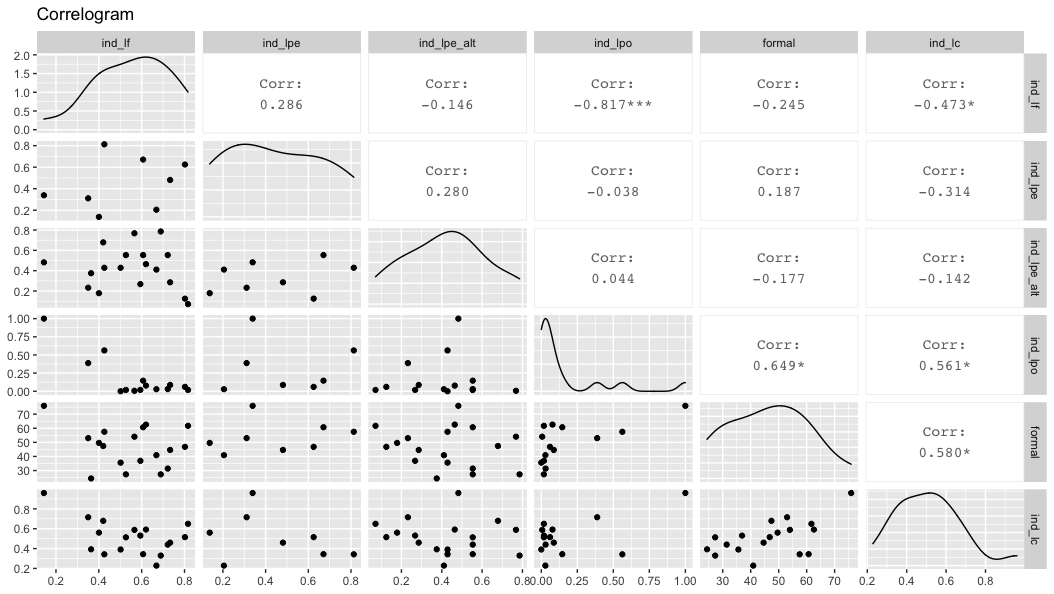 Correlogram
ind_lf ind_lpe ind_lpe_alt ind_lpo formal ind_lc
2.0
1.5
1.0
0.5
0.0
Corr:
0.286
Corr:
-0.146
Corr:
-0.817***
Corr:
-0.245
Corr:
-0.473*
ind_lf
0.8
0.6
0.4
0.2
Corr:
0.280
Corr:
-0.038
Corr:
0.187
Corr:
-0.314
ind_lpe
0.8
0.6
0.4
0.2
Corr:
0.044
Corr:
-0.177
Corr:
-0.142
ind_lpe_alt
1.00
0.75
0.50
0.25
0.00
Corr:
0.649*
Corr:
0.561*
ind_lpo
70
60
50
40
30
Corr:
0.580*
formal
0.8
0.6
0.4
0.2
ind_lc
0.2 0.4 0.6 0.8
0.2 0.4 0.6 0.8
0.2 0.4 0.6 0.8
0.00 0.25 0.50 0.75 1.00
30 40 50 60 70
0.2 0.4 0.6 0.8